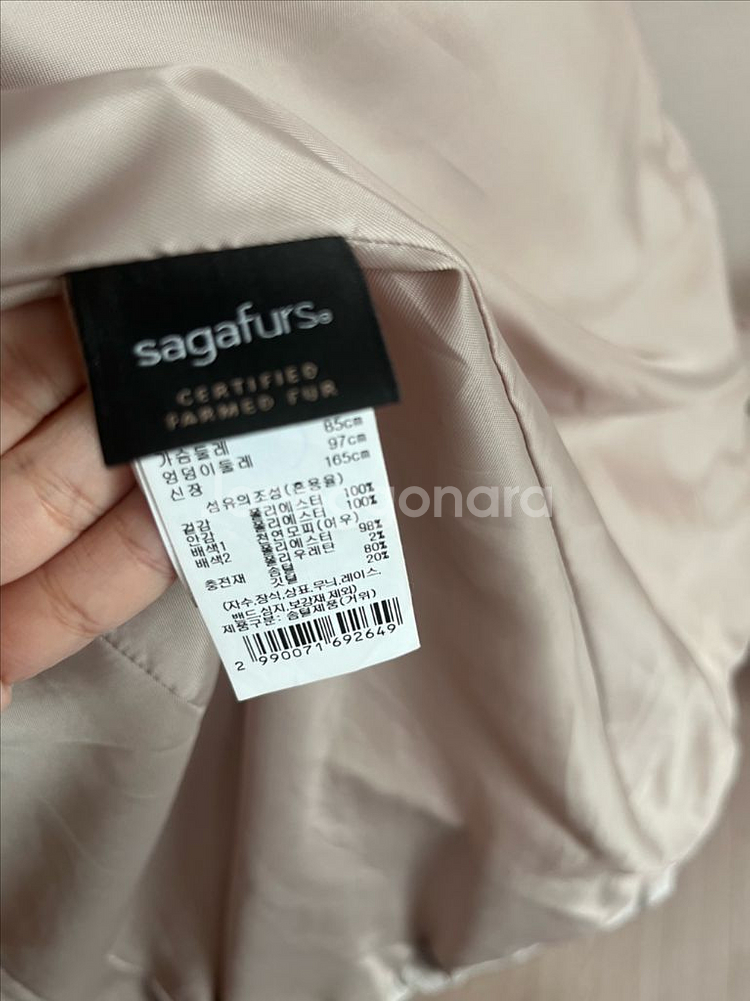 sagafurs®
CERTIFIED
FARMED FUR
가슴둘레 85cm
엉덩이둘레 97cm
신장 165cm
섬유의 조성(혼용율)
겉감 폴리에스터 100%
안감 폴리에스터 100%
배색1 천연모피(여우)
배색2 폴리에스터 98%
폴리우레탄 2%
충전재 솜털 80%
깃털 20%
(자수,장식,상표,무늬,레이스,
밴드,심지,보강재 제외)
제품구분: 솜털제품(거위)
2 990071 692649
gonara